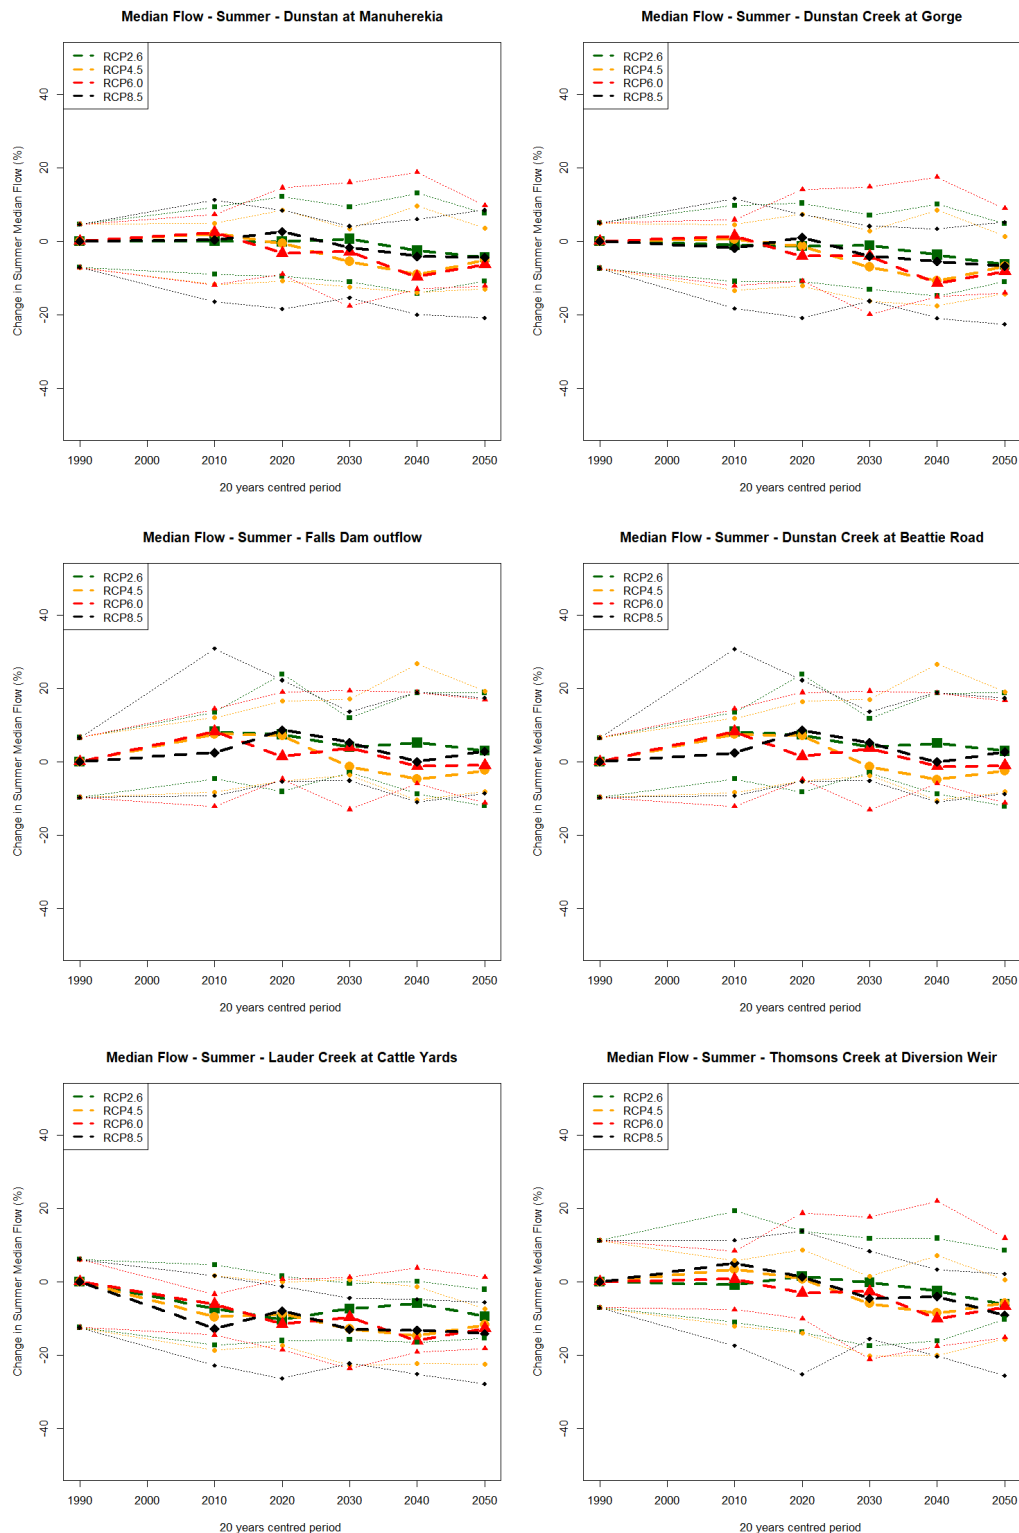 Median Flow - Summer - Dunstan at Manuherekia
RCP2.6
RCP4.5
RCP6.0
RCP8.5
Change in Summer Median Flow (%)
40
20
0
-20
-40
1990 2000 2010 2020 2030 2040 2050
20 years centred period
Median Flow - Summer - Dunstan Creek at Gorge
RCP2.6
RCP4.5
RCP6.0
RCP8.5
Change in Summer Median Flow (%)
40
20
0
-20
-40
1990 2000 2010 2020 2030 2040 2050
20 years centred period
Median Flow - Summer - Falls Dam outflow
RCP2.6
RCP4.5
RCP6.0
RCP8.5
Change in Summer Median Flow (%)
40
20
0
-20
-40
1990 2000 2010 2020 2030 2040 2050
20 years centred period
Median Flow - Summer - Dunstan Creek at Beattie Road
RCP2.6
RCP4.5
RCP6.0
RCP8.5
Change in Summer Median Flow (%)
40
20
0
-20
-40
1990 2000 2010 2020 2030 2040 2050
20 years centred period
Median Flow - Summer - Lauder Creek at Cattle Yards
RCP2.6
RCP4.5
RCP6.0
RCP8.5
Change in Summer Median Flow (%)
40
20
0
-20
-40
1990 2000 2010 2020 2030 2040 2050
20 years centred period
Median Flow - Summer - Thomsons Creek at Diversion Weir
RCP2.6
RCP4.5
RCP6.0
RCP8.5
Change in Summer Median Flow (%)
40
20
0
-20
-40
1990 2000 2010 2020 2030 2040 2050
20 years centred period